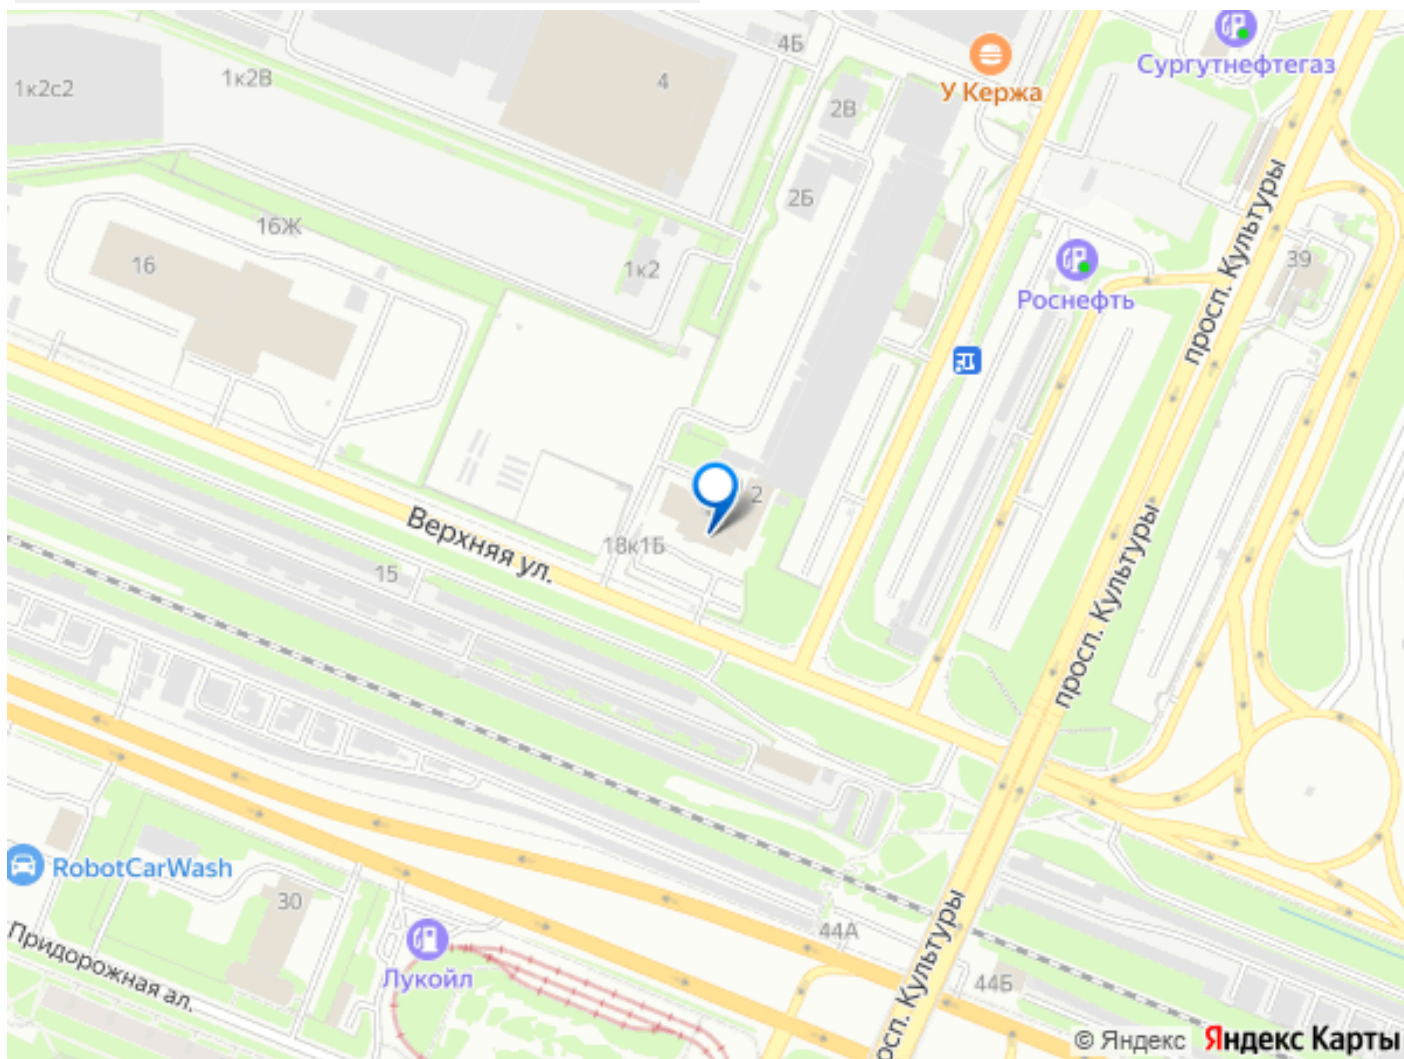 4Б
Сургутнефтегаз
1к2В
4
1к2с2
У Кержа
2В
2Б
просп. Культуры
16Ж
16
1к2
39
Роснефть
2
Верхняя ул.
18к1Б
15
просп. Культуры
RobotCarWash
30
44А
Придорожная ал.
Лукойл
44Б
просп. Культуры
© Яндекс Яндекс Карты